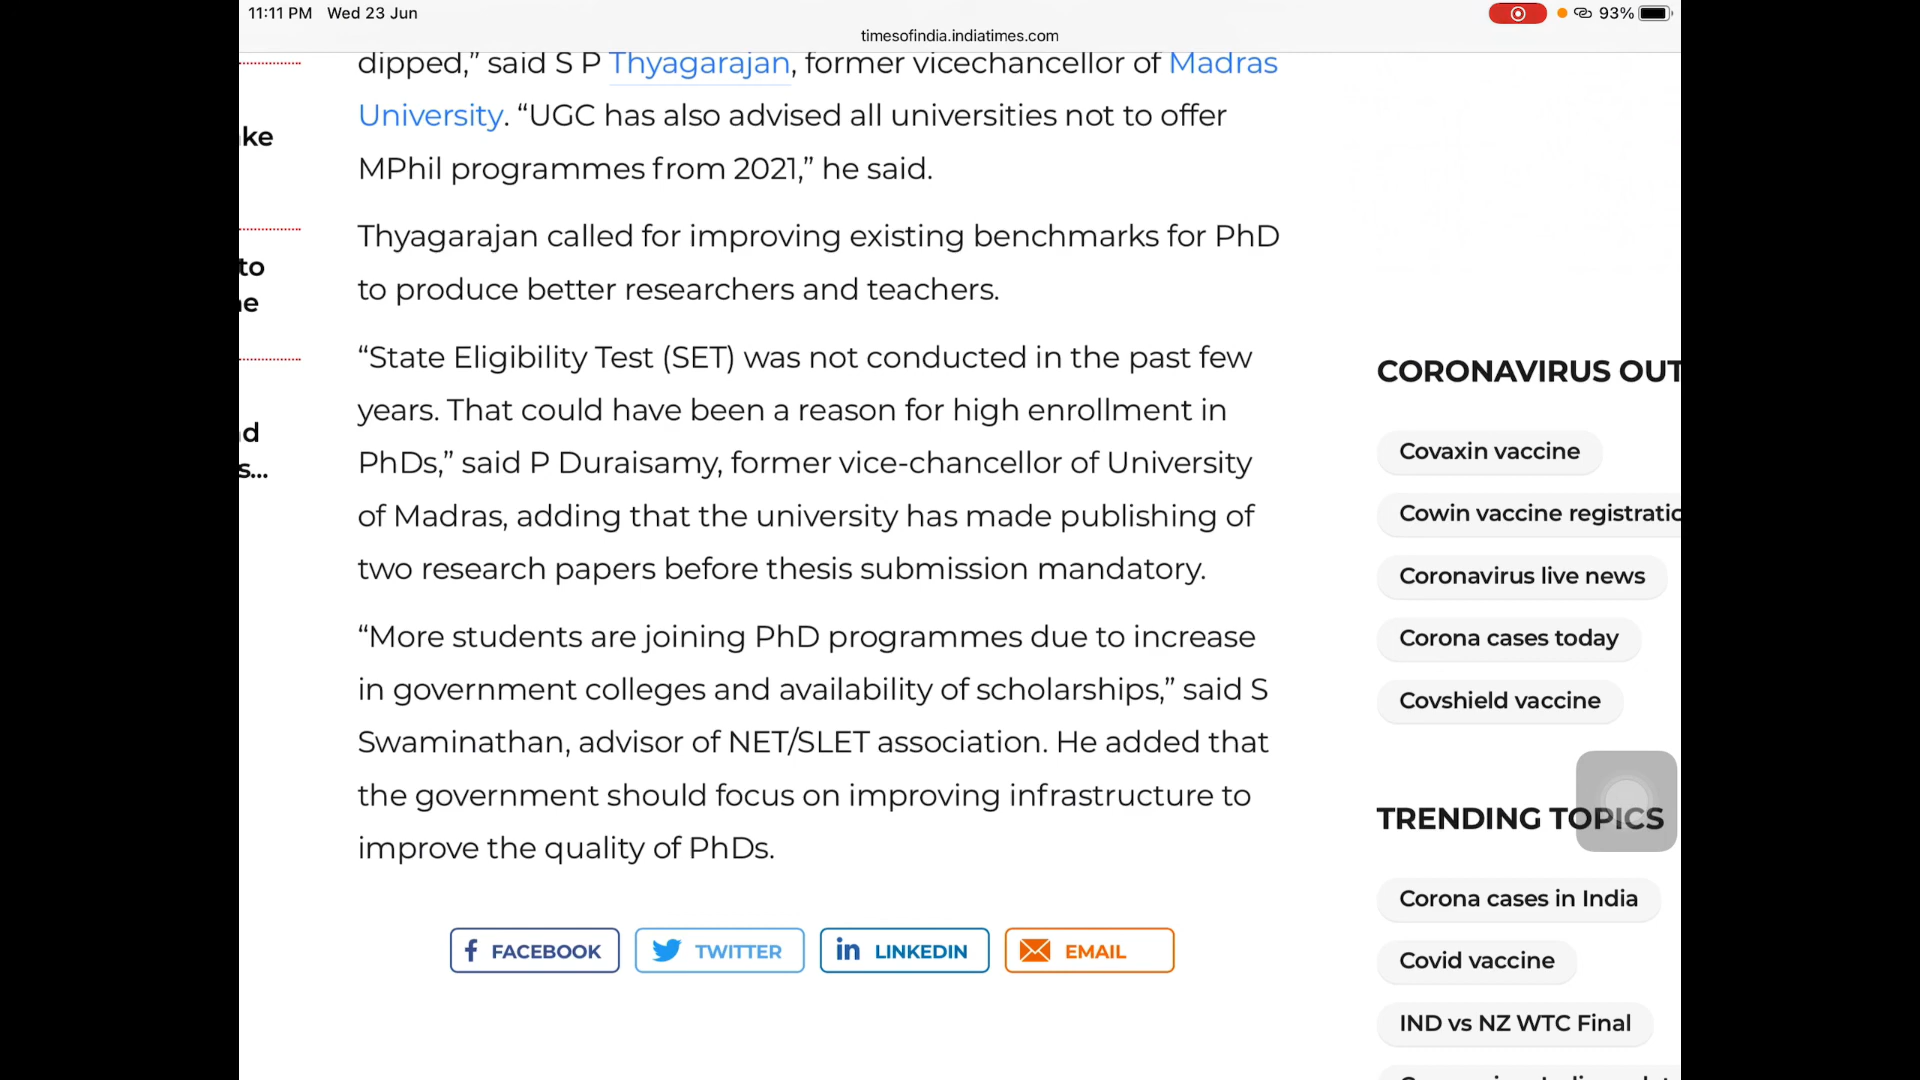 11:11 PM Wed 23 Jun
93%
timesofindia.indiatimes.com
dipped,” said S P Thyagarajan, former vicechancellor of Madras
University. “UGC has also advised all universities not to offer
MPhil programmes from 2021,” he said.
Thyagarajan called for improving existing benchmarks for PhD
to produce better researchers and teachers.
“State Eligibility Test (SET) was not conducted in the past few
years. That could have been a reason for high enrollment in
PhDs,” said P Duraisamy, former vice-chancellor of University
of Madras, adding that the university has made publishing of
two research papers before thesis submission mandatory.
“More students are joining PhD programmes due to increase
in government colleges and availability of scholarships,” said S
Swaminathan, advisor of NET/SLET association. He added that
the government should focus on improving infrastructure to
improve the quality of PhDs.
f FACEBOOK
TWITTER
in LINKEDIN
EMAIL
to
CORONAVIRUS OUT
Covaxin vaccine
Cowin vaccine registratio
Coronavirus live news
Corona cases today
Covshield vaccine
TRENDING TOPICS
Corona cases in India
Covid vaccine
IND vs NZ WTC Final